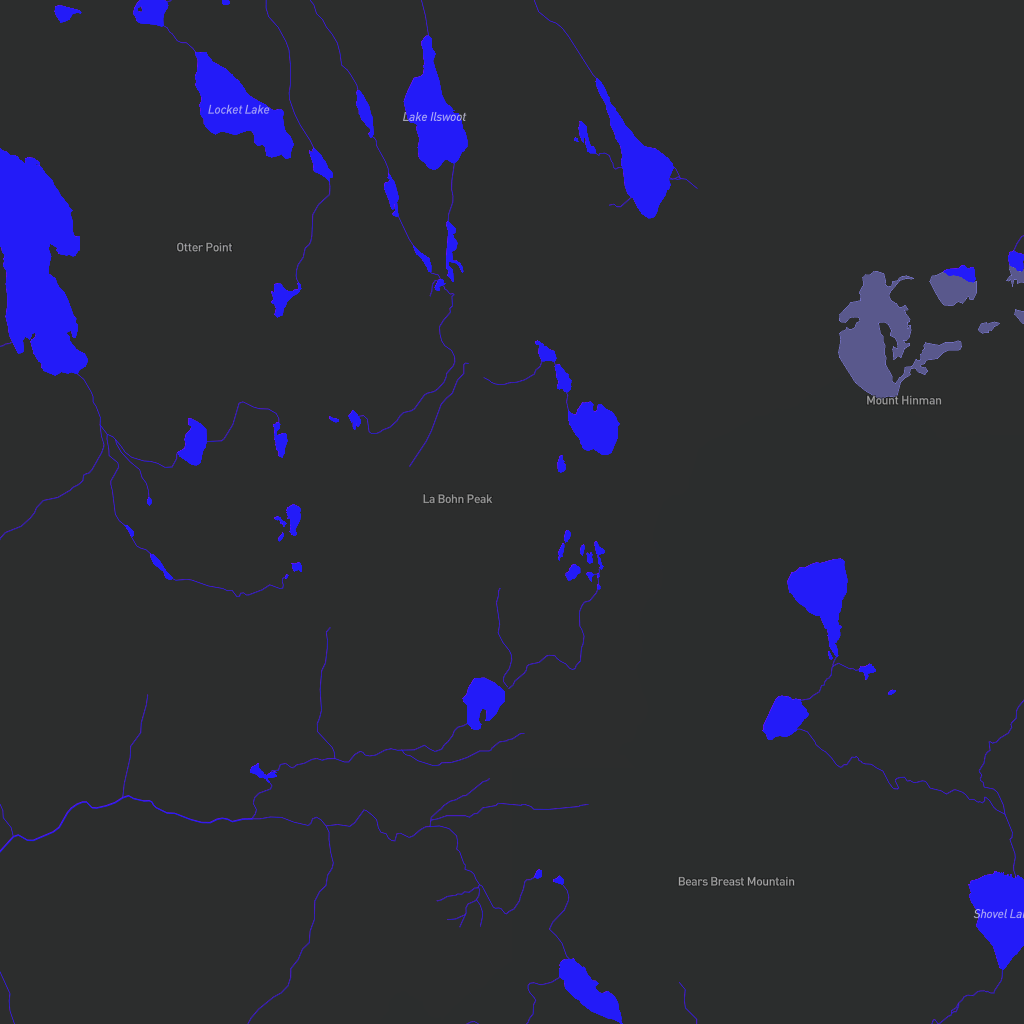 Locket Lake
Lake Ilswoot
Otter Point
Mount Hinman
La Bohn Peak
Bears Breast Mountain
Shovel La